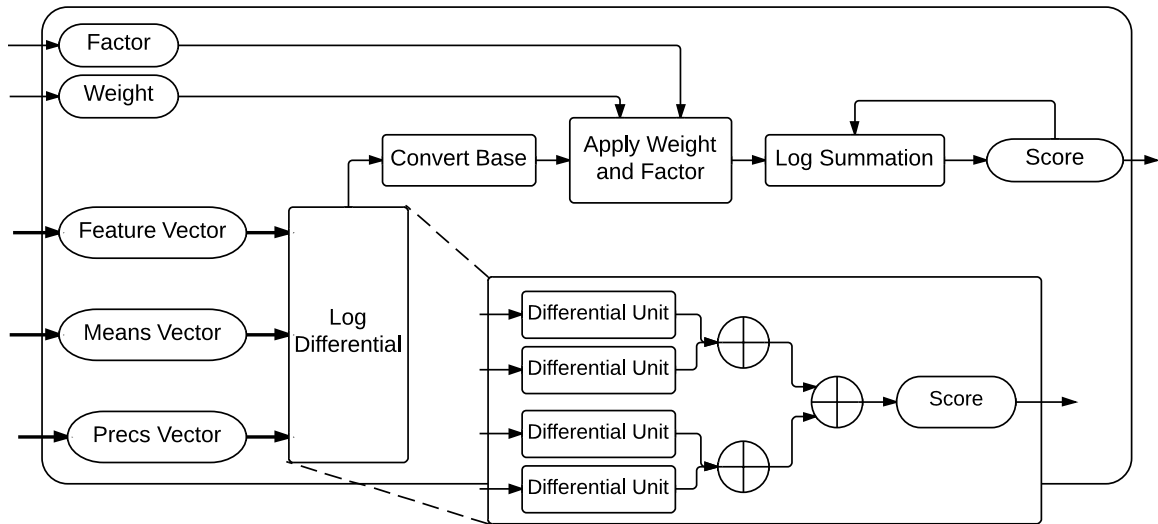 Factor
Weight
Convert Base
Apply Weight
and Factor
Log Summation
Score
Feature Vector
Means Vector
Precs Vector
Log
Differential
Differential Unit
Differential Unit
Differential Unit
Differential Unit
Score